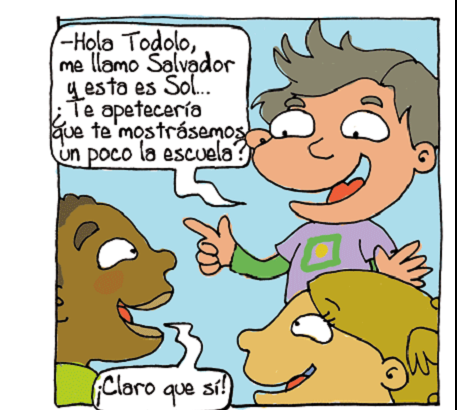 -Hola Todolo,
me llamo Salvador
y esta es Sol...
¿Te apetecería
que te mostrásemos
un poco la escuela?
¡Claro que sí!